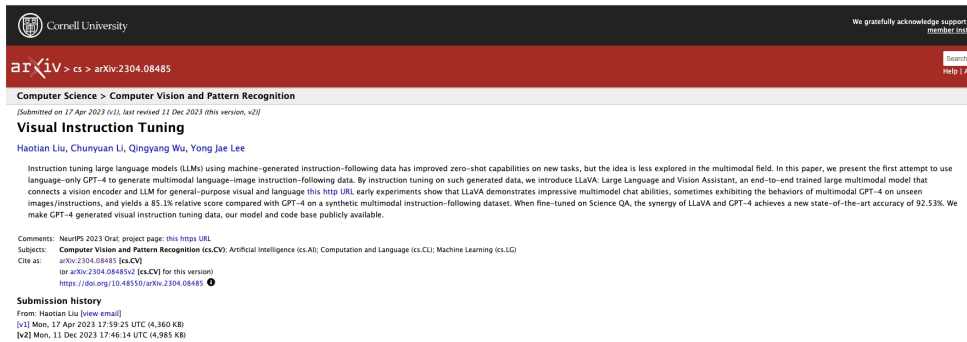 Cornell University
We gratefully acknowledge support
member inst
arXiv > cs > arXiv:2304.08485
Search
Help | A
Computer Science > Computer Vision and Pattern Recognition
[Submitted on 17 Apr 2023 (v1), last revised 11 Dec 2023 (this version, v2)]
Visual Instruction Tuning
Haotian Liu, Chunyuan Li, Qingyang Wu, Yong Jae Lee
Instruction tuning large language models (LLMs) using machine-generated instruction-following data has improved zero-shot capabilities on new tasks, but the idea is less explored in the multimodal field. In this paper, we present the first attempt to use
language-only GPT-4 to generate multimodal language-image instruction-following data. By instruction tuning on such generated data, we introduce LLaVA: Large Language and Vision Assistant, an end-to-end trained large multimodal model that
connects a vision encoder and LLM for general-purpose visual and language this http URL early experiments show that LLaVA demonstrates impressive multimodel chat abilities, sometimes exhibiting the behaviors of multimodal GPT-4 on unseen
images/instructions, and yields a 85.1% relative score compared with GPT-4 on a synthetic multimodal instruction-following dataset. When fine-tuned on Science QA, the synergy of LLaVA and GPT-4 achieves a new state-of-the-art accuracy of 92.53%. We
make GPT-4 generated visual instruction tuning data, our model and code base publicly available.
Comments: NeurIPS 2023 Oral; project page: this https URL
Subjects: Computer Vision and Pattern Recognition (cs.CV); Artificial Intelligence (cs.AI); Computation and Language (cs.CL); Machine Learning (cs.LG)
Cite as: arXiv:2304.08485 [cs.CV]
(or arXiv:2304.08485v2 [cs.CV] for this version)
https://doi.org/10.48550/arXiv.2304.08485
Submission history
From: Haotian Liu [view email]
[v1] Mon, 17 Apr 2023 17:59:25 UTC (4,360 KB)
[v2] Mon, 11 Dec 2023 17:46:14 UTC (4,985 KB)